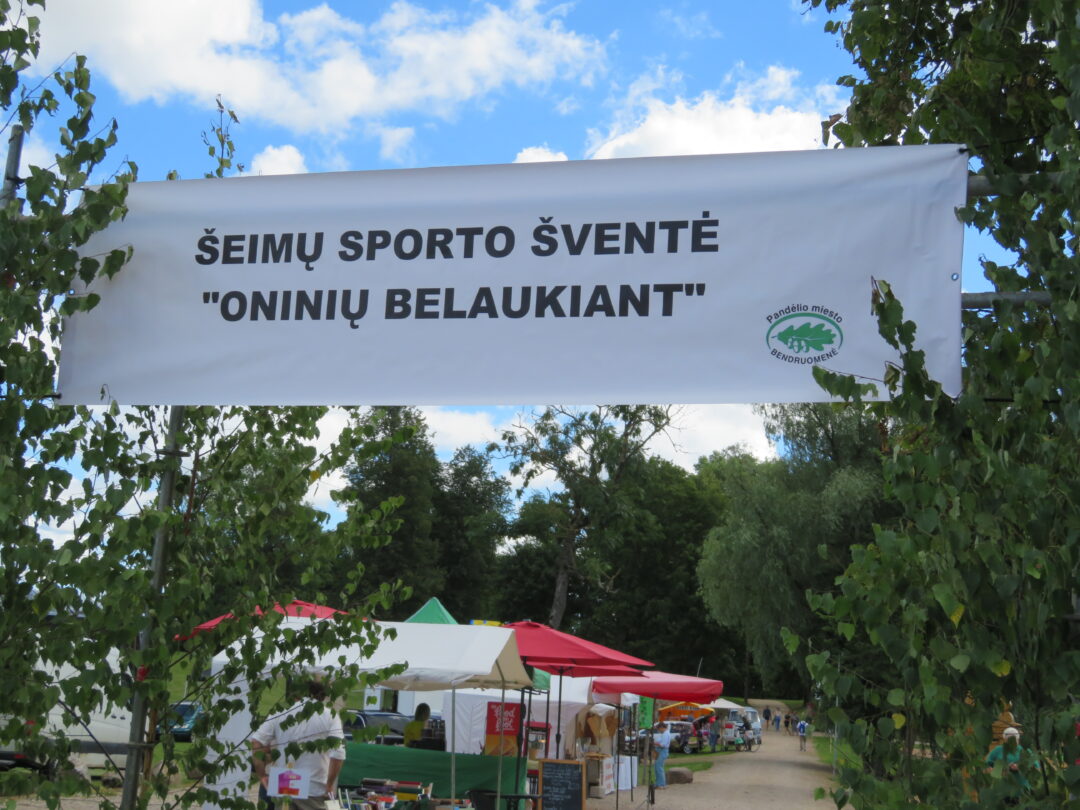 ŠEIMŲ SPORTO ŠVENTĖ
"ONINIŲ BELAUKIANT"
Pandėlio miesto
BENDRUOMENĖ